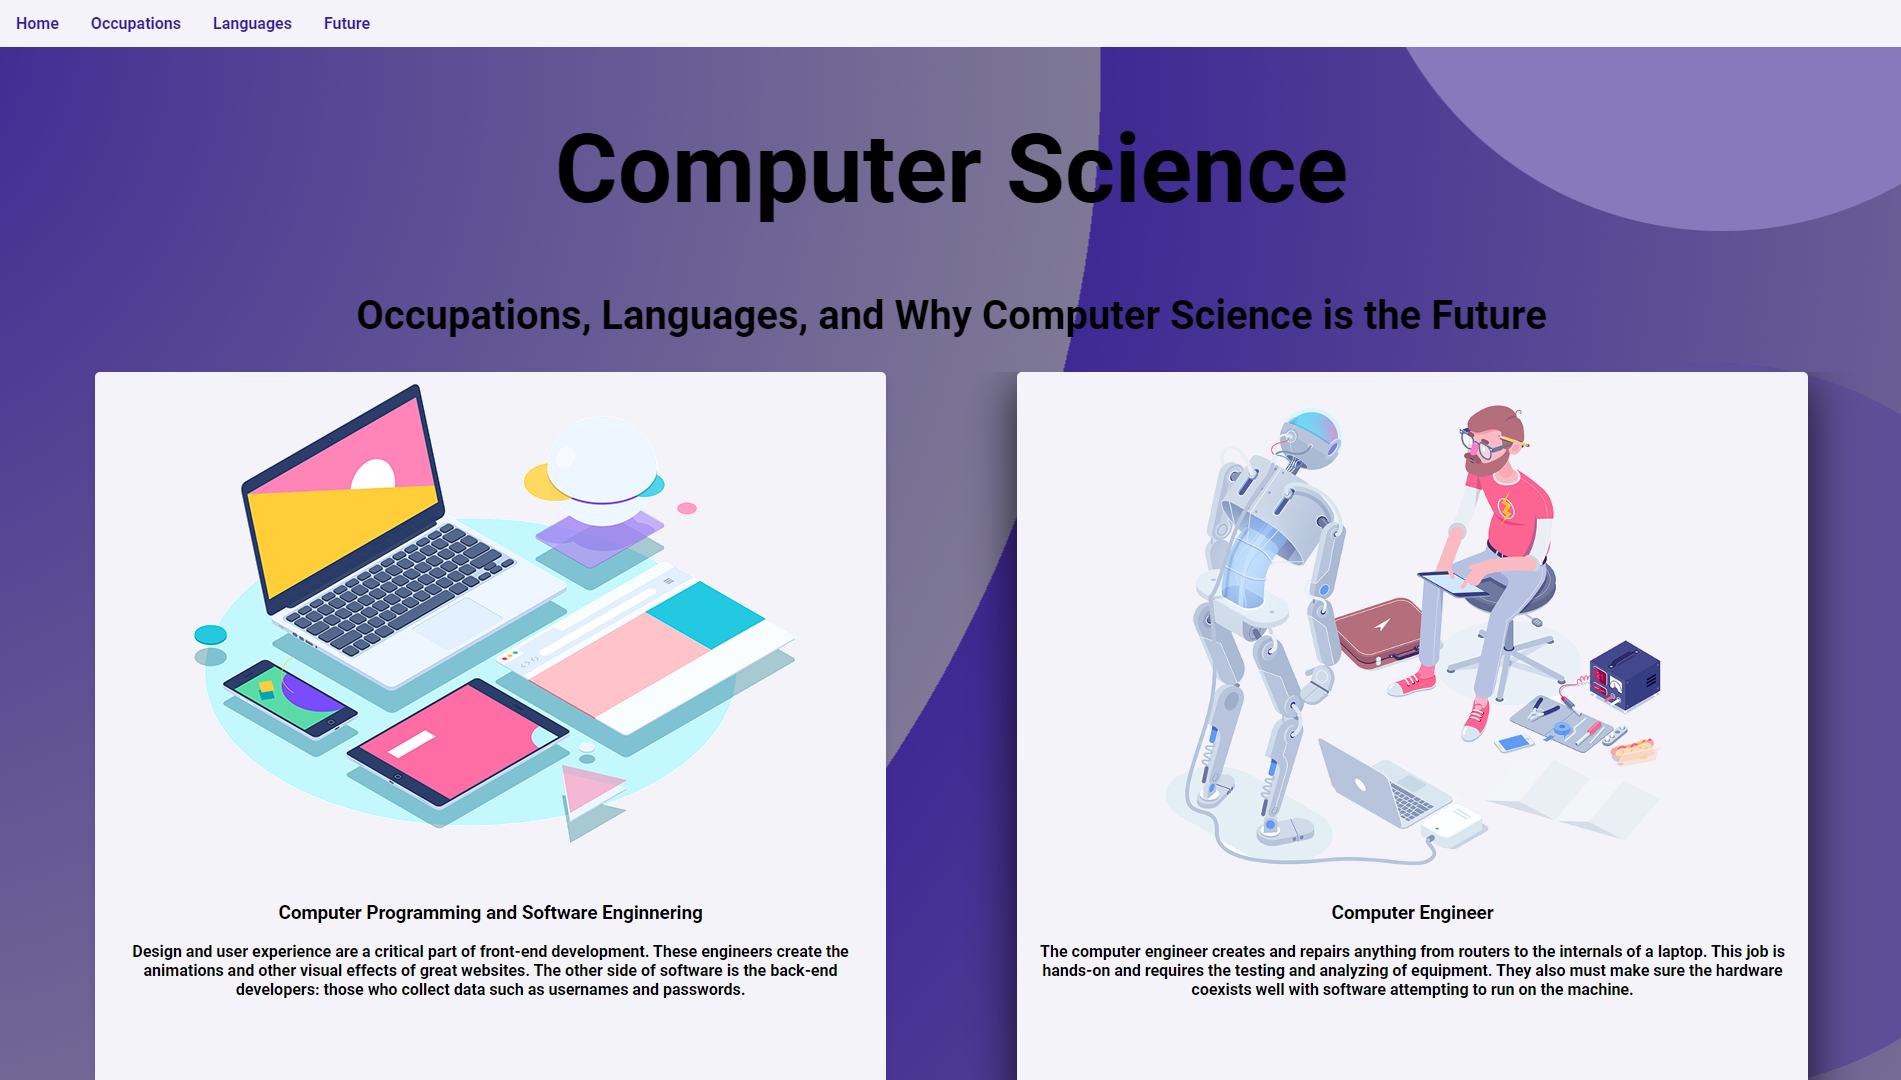 Home Occupations Languages Future
Computer Science
Occupations, Languages, and Why Computer Science is the Future
Computer Programming and Software Enginnering
Design and user experience are a critical part of front-end development. These engineers create the
animations and other visual effects of great websites. The other side of software is the back-end
developers: those who collect data such as usernames and passwords.
Computer Engineer
The computer engineer creates and repairs anything from routers to the internals of a laptop. This job is
hands-on and requires the testing and analyzing of equipment. They also must make sure the hardware
coexists well with software attempting to run on the machine.